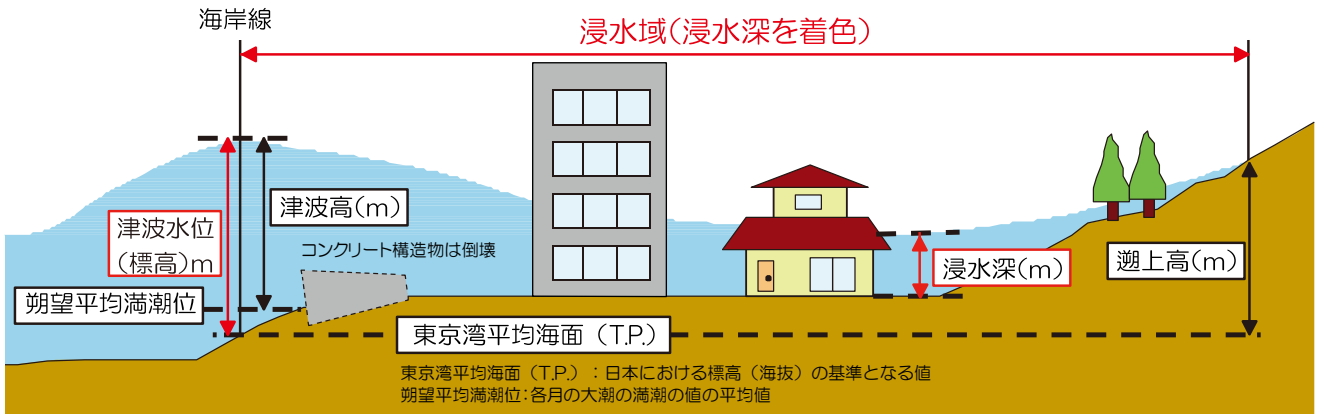 海岸線
浸水域(浸水深を着色)
津波高(m)
津波水位
(標高)m
コンクリート構造物は倒壊
浸水深(m)
遡上高(m)
朔望平均満潮位
東京湾平均海面（T.P.）
東京湾平均海面（T.P.）：日本における標高（海抜）の基準となる値
朔望平均満潮位：各月の大潮の満潮の値の平均値